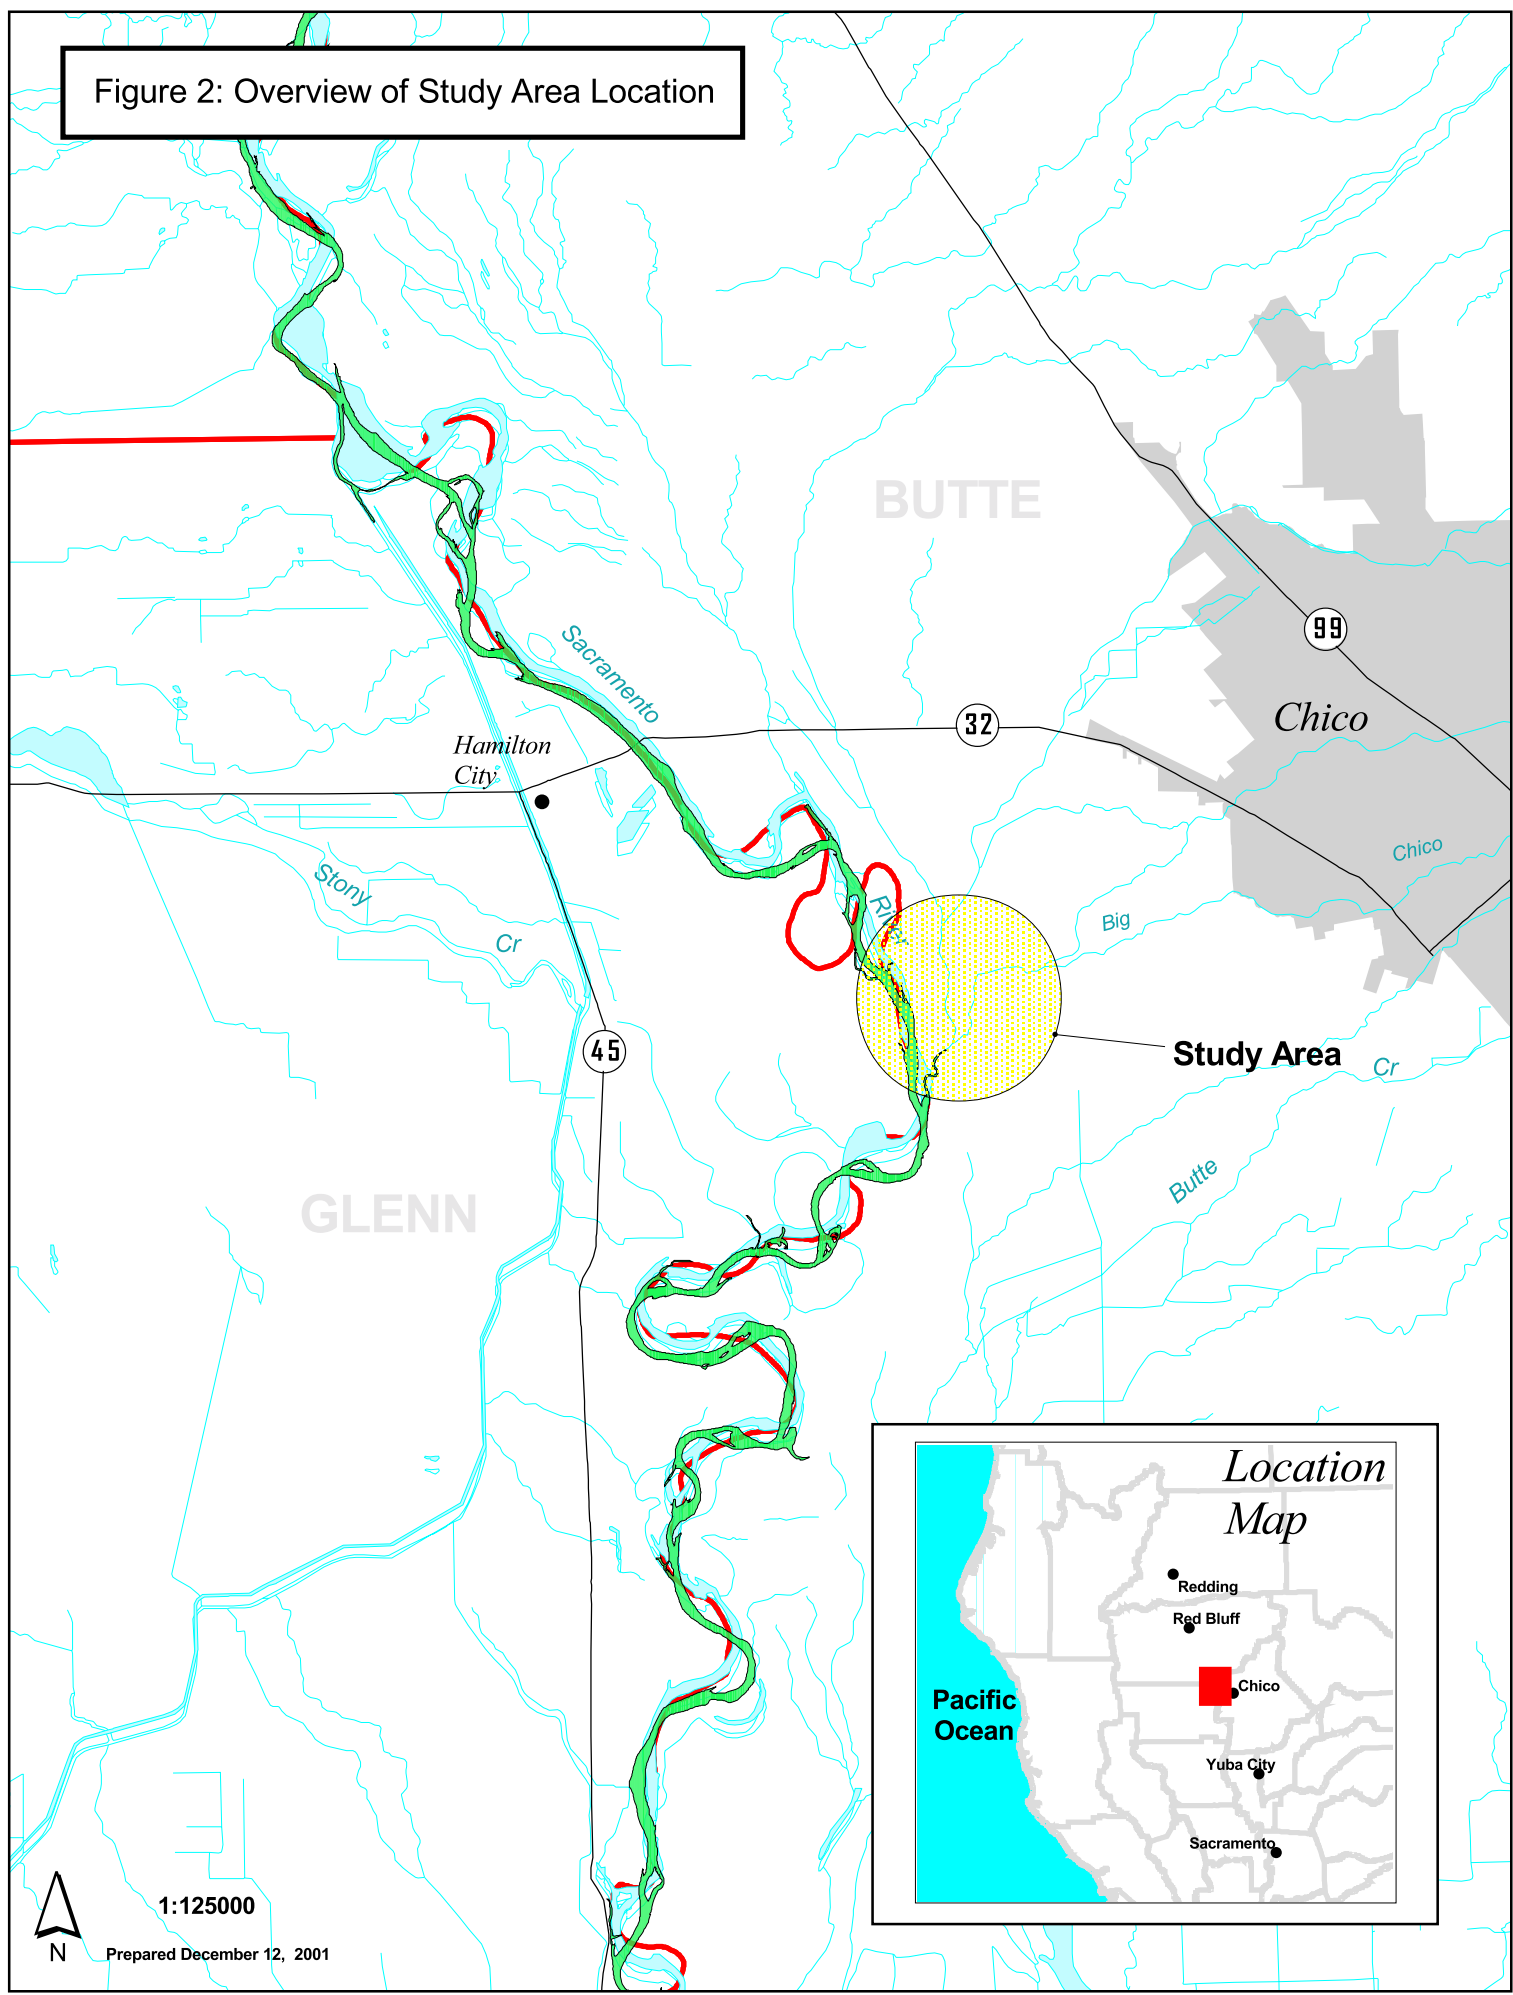 Figure 2: Overview of Study Area Location
BUTTE
99
Sacramento
32
Chico
Hamilton
City
Chico
Stony
River
Big
Cr
45
Study Area
Cr
Butte
GLENN
Location
Map
Redding
Red Bluff
Chico
Pacific
Ocean
Yuba City
Sacramento
1:125000
N
Prepared December 12, 2001